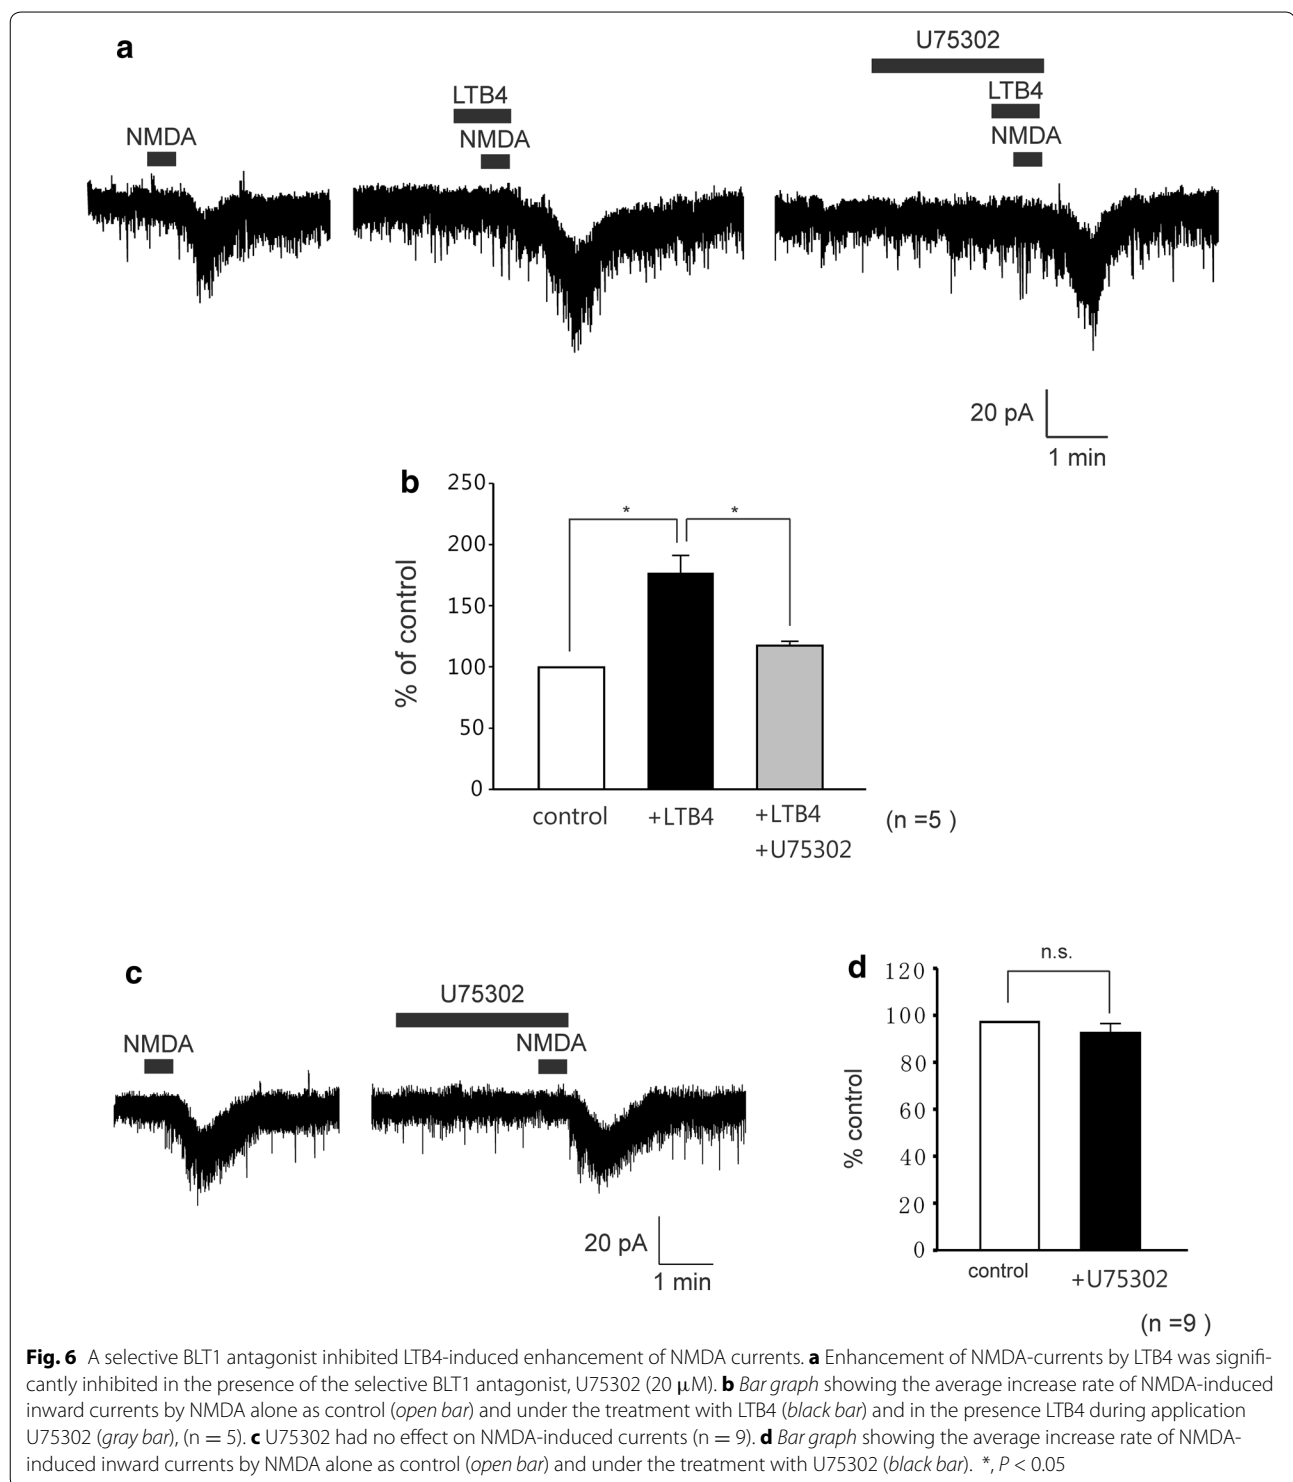 a
U75302
LTB4
LTB4
NMDA
NMDA
NMDA
20 pA
1 min
b
250
200
150
100
50
0
% of control
*
*
control
+LTB4
+LTB4
+U75302
(n =5 )
c
U75302
NMDA
NMDA
20 pA
1 min
d
120
100
80
60
40
20
0
% control
n.s.
control
+U75302
(n =9 )
Fig. 6 A selective BLT1 antagonist inhibited LTB4-induced enhancement of NMDA currents. a Enhancement of NMDA-currents by LTB4 was signifi-
cantly inhibited in the presence of the selective BLT1 antagonist, U75302 (20 μM). b Bar graph showing the average increase rate of NMDA-induced
inward currents by NMDA alone as control (open bar) and under the treatment with LTB4 (black bar) and in the presence LTB4 during application
U75302 (gray bar), (n = 5). c U75302 had no effect on NMDA-induced currents (n = 9). d Bar graph showing the average increase rate of NMDA-
induced inward currents by NMDA alone as control (open bar) and under the treatment with U75302 (black bar). *, P < 0.05